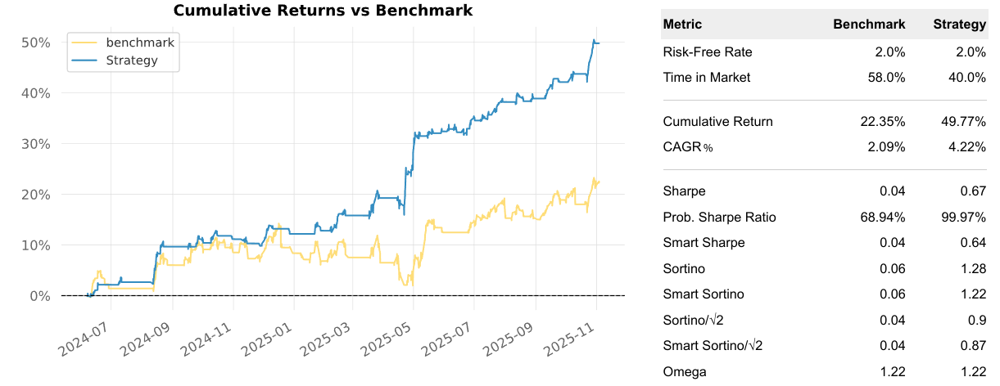 Cumulative Returns vs Benchmark
benchmark
Strategy
50%
40%
30%
20%
10%
0%
2024-07
2024-09
2024-11
2025-01
2025-03
2025-05
2025-07
2025-09
2025-11
Metric Benchmark Strategy
Risk-Free Rate 2.0% 2.0%
Time in Market 58.0% 40.0%
Cumulative Return 22.35% 49.77%
CAGR﹪ 2.09% 4.22%
Sharpe 0.04 0.67
Prob. Sharpe Ratio 68.94% 99.97%
Smart Sharpe 0.04 0.64
Sortino 0.06 1.28
Smart Sortino 0.06 1.22
Sortino/√2 0.04 0.9
Smart Sortino/√2 0.04 0.87
Omega 1.22 1.22